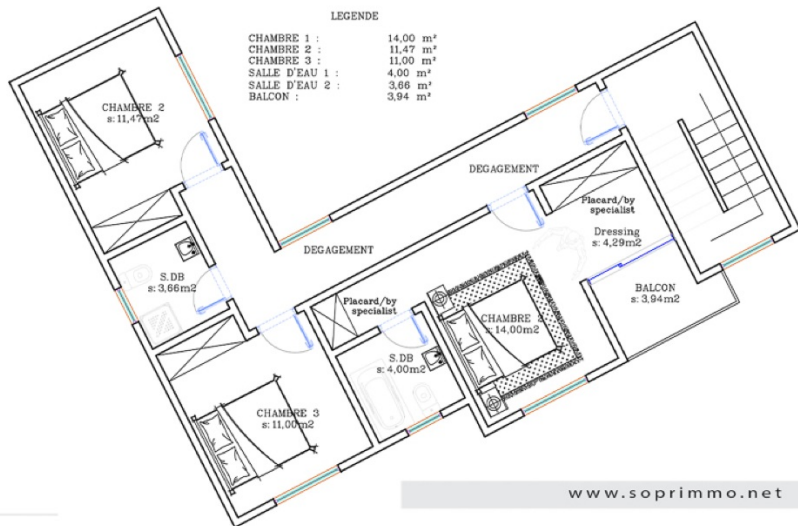 LEGENDE
CHAMBRE 1 : 14,00 m²
CHAMBRE 2 : 11,47 m²
CHAMBRE 3 : 11,00 m²
SALLE D'EAU 1 : 4,00 m²
SALLE D'EAU 2 : 3,66 m²
BALCON : 3,94 m²
CHAMBRE 2
s: 11,47m2
DEGAGEMENT
Placard/by
specialist
Dressing
s: 4,29m2
DEGAGEMENT
S.DB
s: 3,66m2
BALCON
s: 3,94m2
Placard/by
specialist
CHAMBRE
s: 14,00m2
S.DB
s: 4,00m2
CHAMBRE 3
s: 11,00m2
www.soprimmo.net